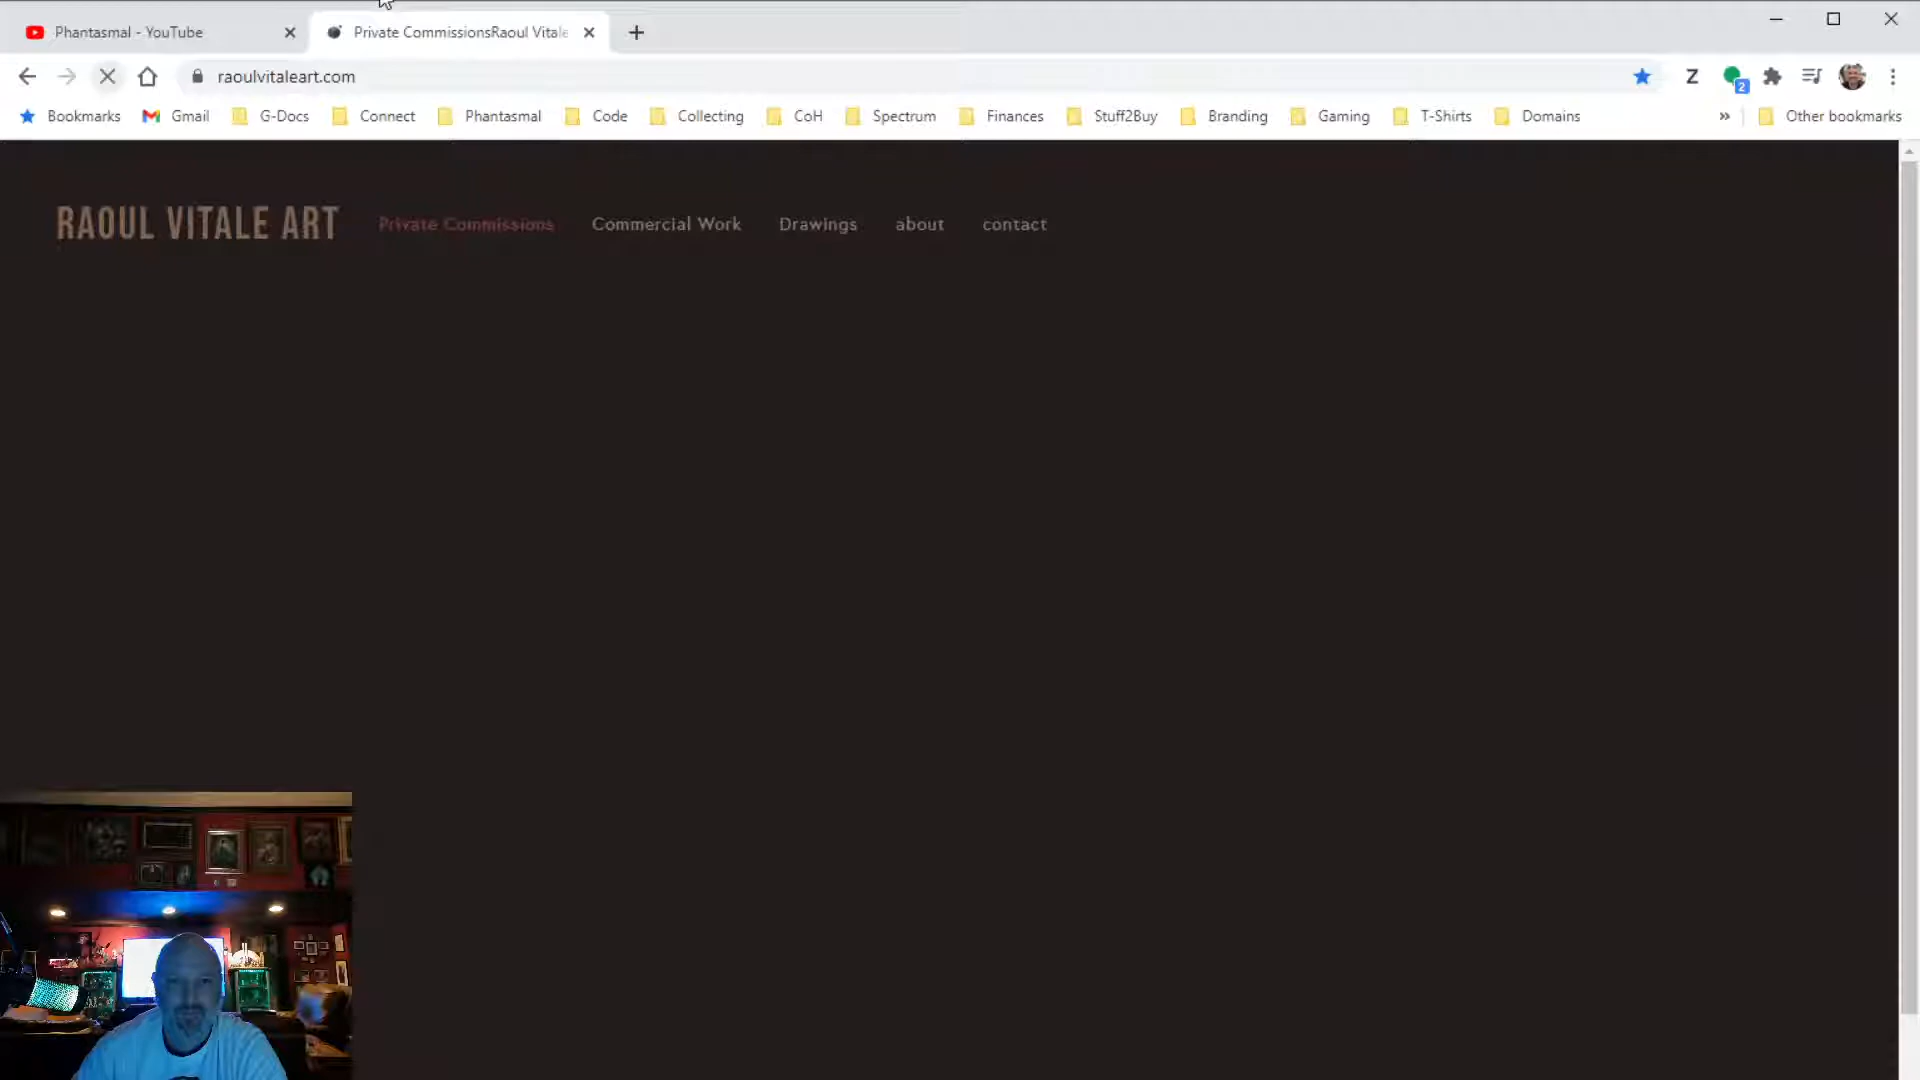 Phantasmal - YouTube
Private CommissionsRaoul Vitale
raoulvitaleart.com
Z
2
Bookmarks Gmail G-Docs Connect Phantasmal Code Collecting CoH Spectrum Finances Stuff2Buy Branding Gaming T-Shirts Domains » Other bookmarks
RAOUL VITALE ART Private Commissions Commercial Work Drawings about contact